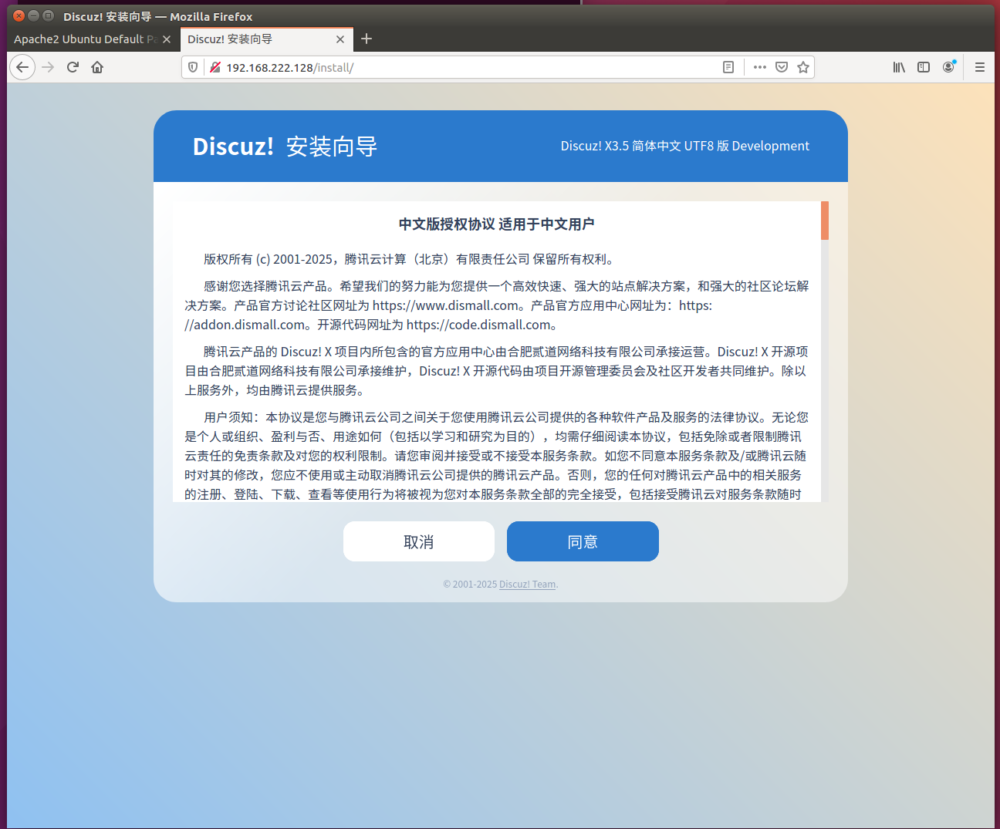 Discuz! 安装向导 — Mozilla Firefox
Apache2 Ubuntu Default Pa
Discuz! 安装向导
192.168.222.128/install/
Discuz! 安装向导
Discuz! X3.5 简体中文 UTF8 版 Development
中文版授权协议 适用于中文用户
版权所有 (c) 2001-2025，腾讯云计算（北京）有限责任公司 保留所有权利。
感谢您选择腾讯云产品。希望我们的努力能为您提供一个高效快速、强大的站点解决方案，和强大的社区论坛解
决方案。产品官方讨论社区网址为 https://www.dismall.com。产品官方应用中心网址为：https:
//addon.dismall.com。开源代码网址为 https://code.dismall.com。
腾讯云产品的 Discuz! X 项目内所包含的官方应用中心由合肥贰道网络科技有限公司承接运营。Discuz! X 开源项
目由合肥贰道网络科技有限公司承接维护，Discuz! X 开源代码由项目开源管理委员会及社区开发者共同维护。除以
上服务外，均由腾讯云提供服务。
用户须知：本协议是您与腾讯云公司之间关于您使用腾讯云公司提供的各种软件产品及服务的法律协议。无论您
是个人或组织、盈利与否、用途如何（包括以学习和研究为目的），均需仔细阅读本协议，包括免除或者限制腾讯
云责任的免责条款及对您的权利限制。请您审阅并接受或不接受本服务条款。如您不同意本服务条款及/或腾讯云随
时对其的修改，您应不使用或主动取消腾讯云公司提供的腾讯云产品。否则，您的任何对腾讯云产品中的相关服务
的注册、登陆、下载、查看等使用行为将被视为您对本服务条款全部的完全接受，包括接受腾讯云对服务条款随时
取消
同意
© 2001-2025 Discuz! Team.